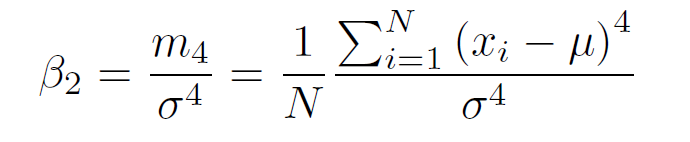 β₂ = m₄/σ⁴ = (1/N) (∑ᵢ₌₁ᴺ (xᵢ − μ)⁴)/σ⁴